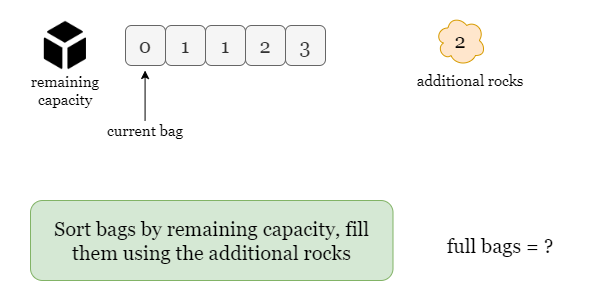 0 1 1 2 3
2
remaining
capacity
additional rocks
current bag
Sort bags by remaining capacity, fill
them using the additional rocks
full bags = ?